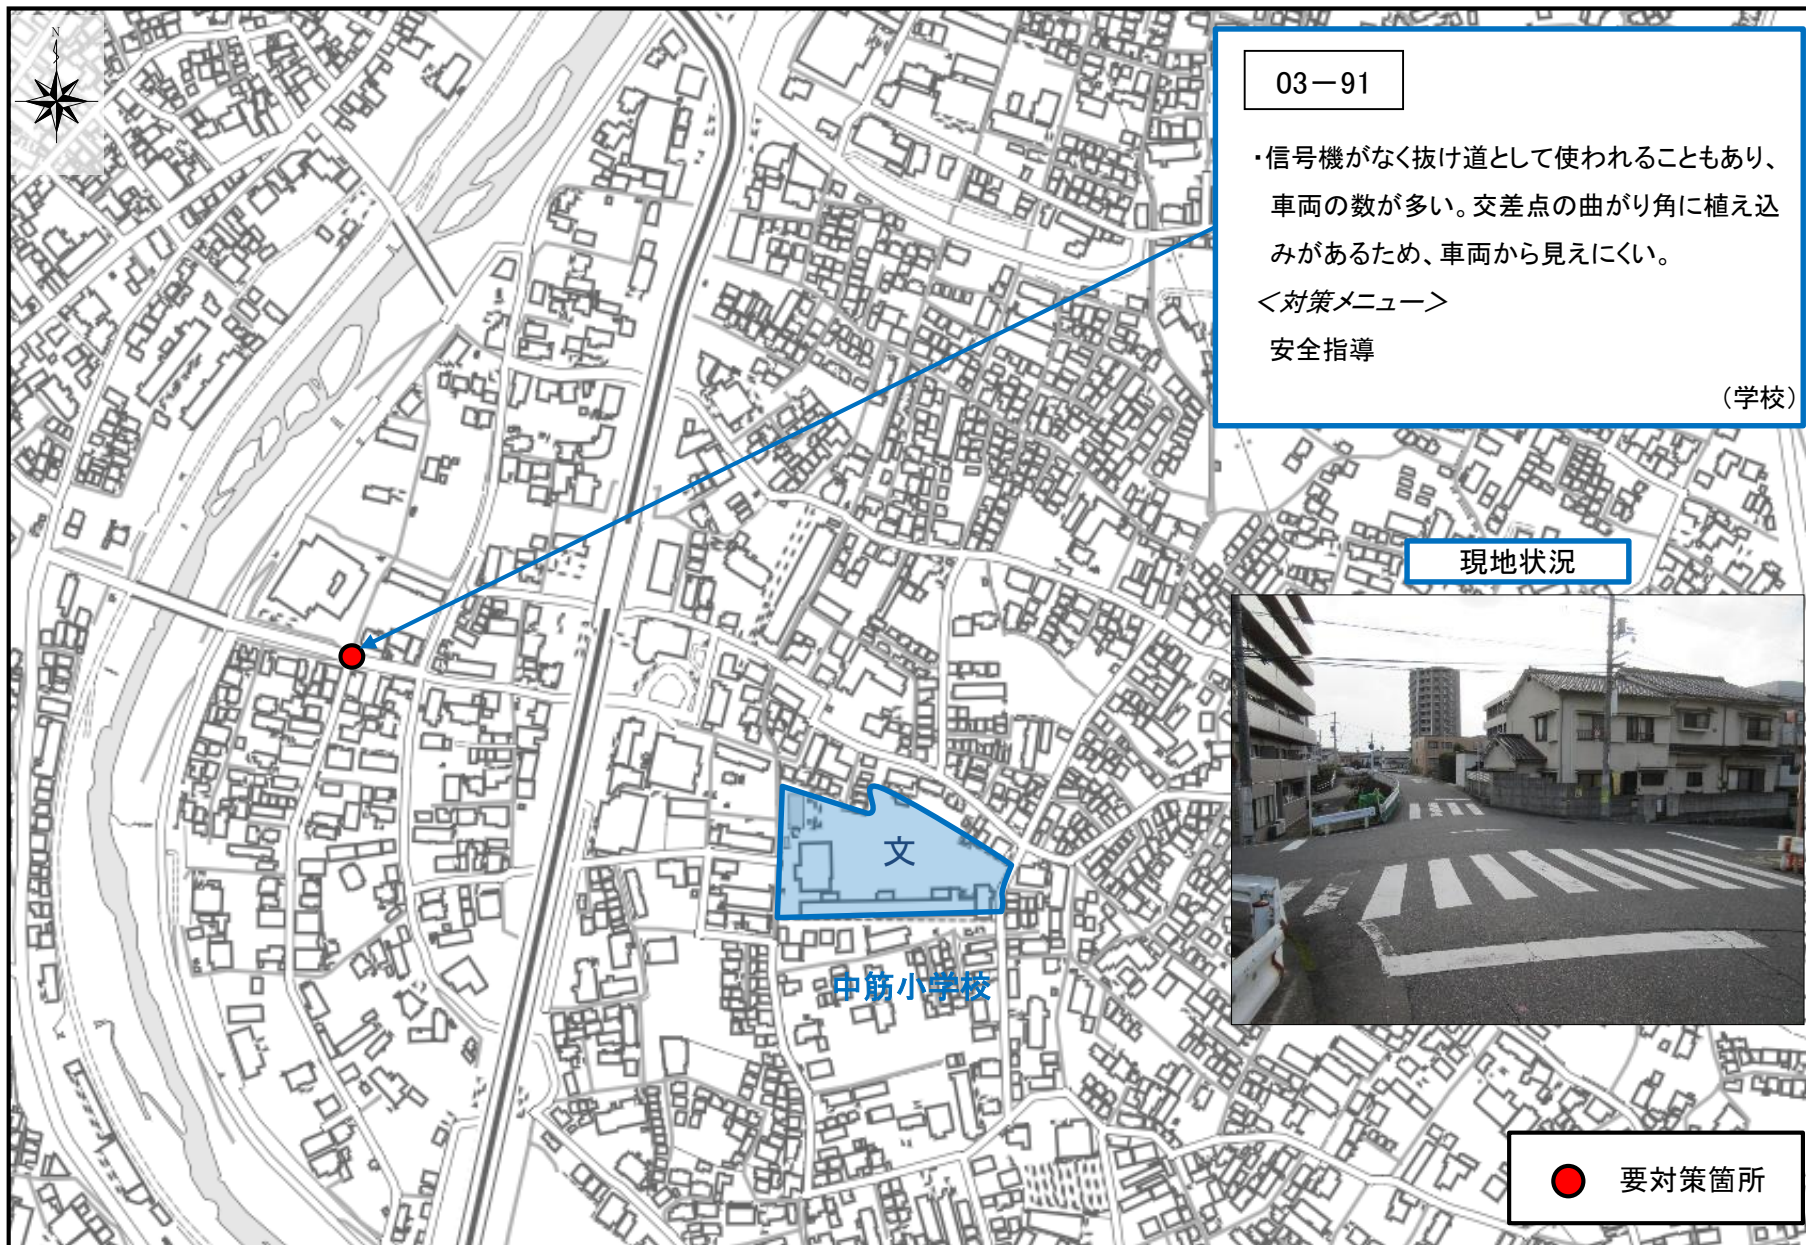 N
03－91
・信号機がなく抜け道として使われることもあり、
車両の数が多い。交差点の曲がり角に植え込
みがあるため、車両から見えにくい。
＜対策メニュー＞
安全指導
（学校）
現地状況
文
中筋小学校
要対策箇所